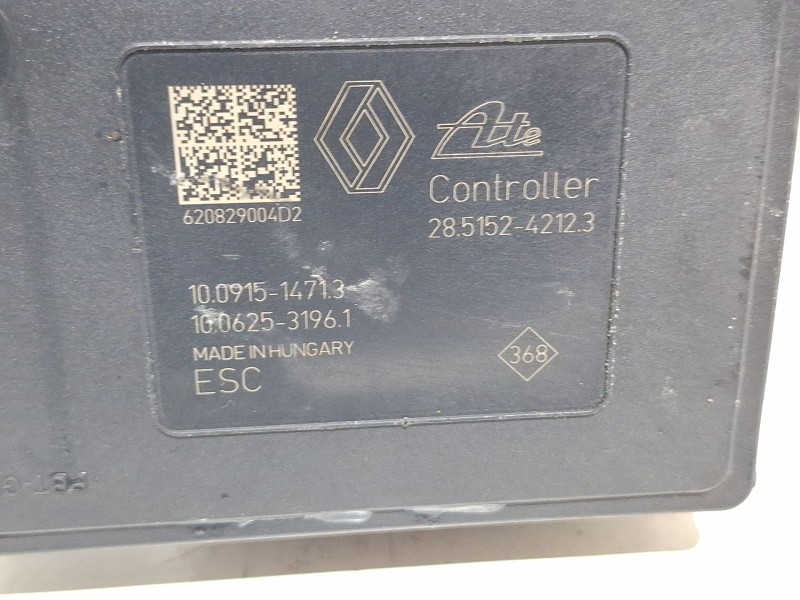 Ate
620829004D2
Controller
28.5152-4212.3
10.0915-1471.3
10.0625-3196.1
MADE IN HUNGARY
ESC
368